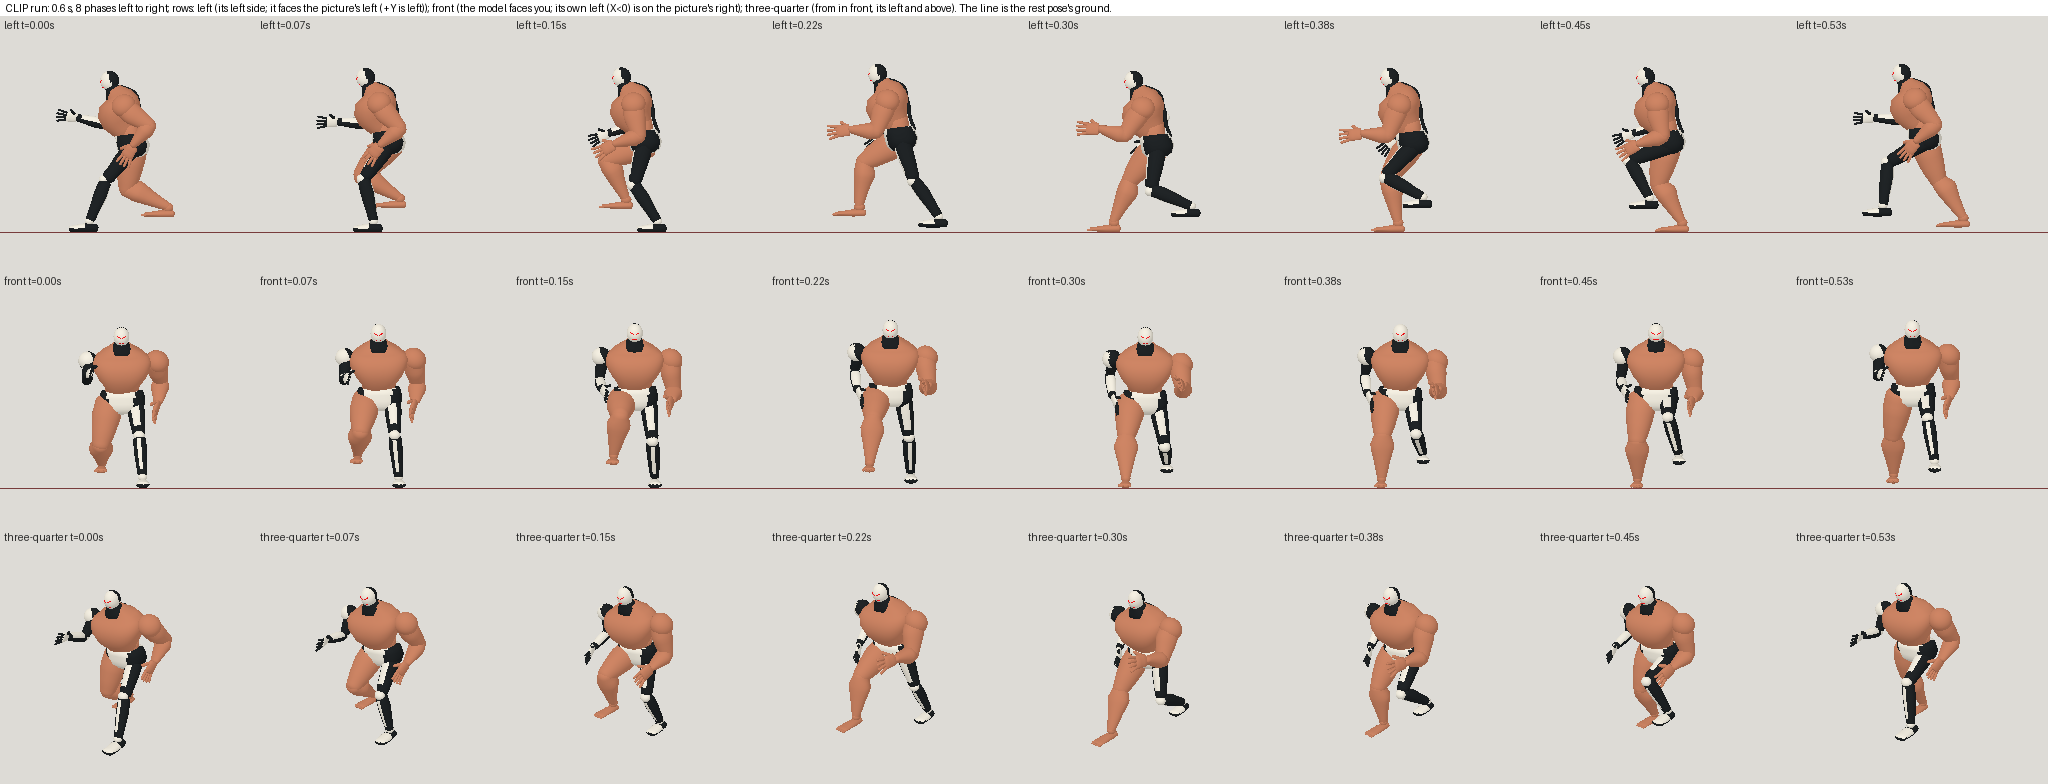 CLIP run: 0.6 s, 8 phases left to right; rows: left (its left side; it faces the picture's left (+Y is left)); front (the model faces you; its own left (X<0) is on the picture's right); three-quarter (from in front, its left and above). The line is the rest pose's ground.
left t=0.00s left t=0.07s left t=0.15s left t=0.22s left t=0.30s left t=0.38s left t=0.45s left t=0.53s
front t=0.00s front t=0.07s front t=0.15s front t=0.22s front t=0.30s front t=0.38s front t=0.45s front t=0.53s
three-quarter t=0.00s three-quarter t=0.07s three-quarter t=0.15s three-quarter t=0.22s three-quarter t=0.30s three-quarter t=0.38s three-quarter t=0.45s three-quarter t=0.53s